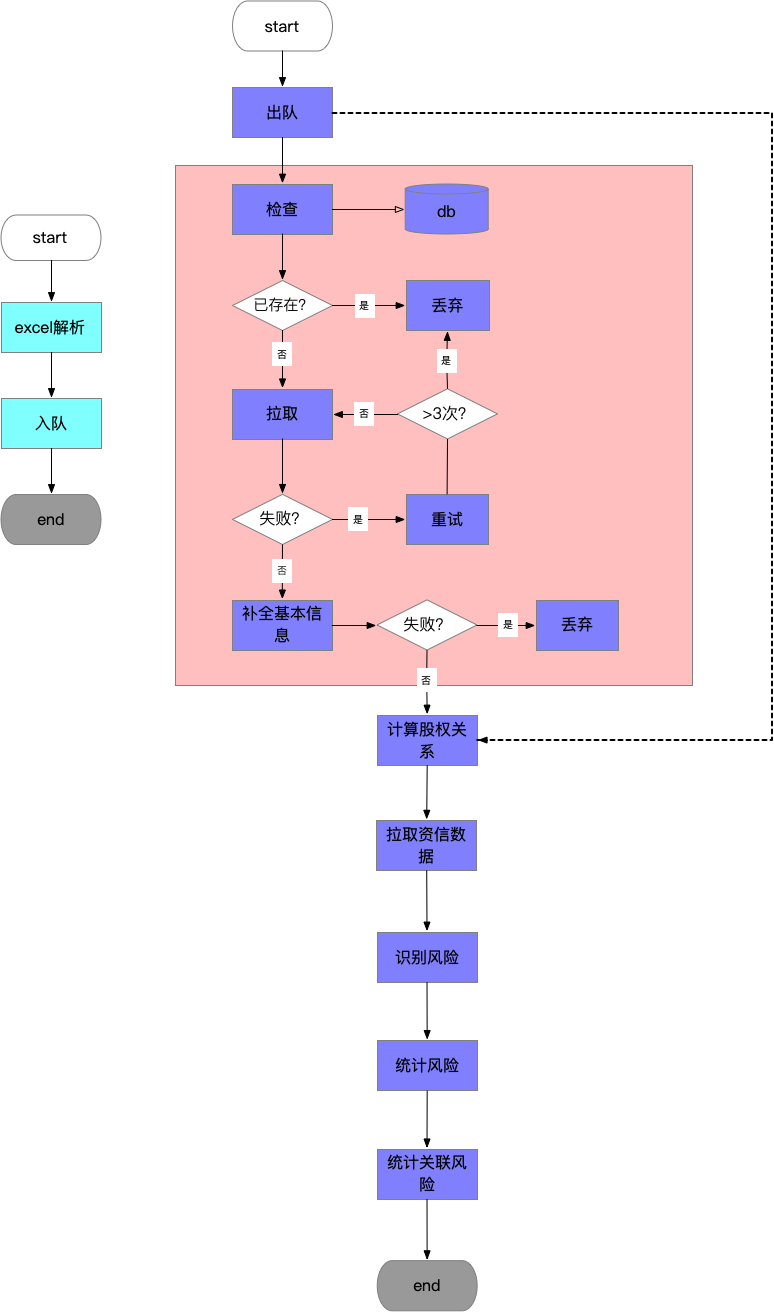 start
excel解析
入队
end
start
出队
检查
db
已存在?
是
丢弃
否
是
拉取
否
>3次?
失败?
是
重试
否
补全基本信
息
失败?
是
丢弃
否
计算股权关
系
拉取资信数
据
识别风险
统计风险
统计关联风
险
end